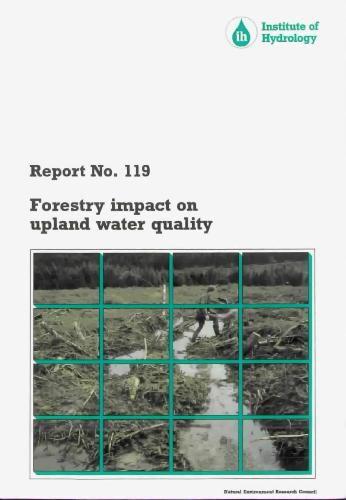 ih
Institute of
Hydrology
Report No. 119
Forestry impact on
upland water quality
Natural Environment Research Council